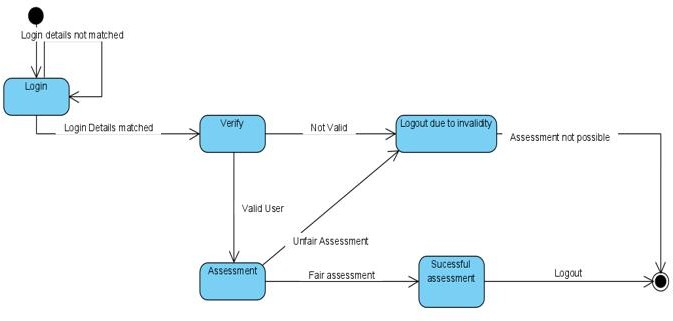 Login details not matched
Login
Login Details matched
Verify
Not Valid
Logout due to invalidity
Assessment not possible
Valid User
Unfair Assessment
Assessment
Fair assessment
Sucessful
assessment
Logout